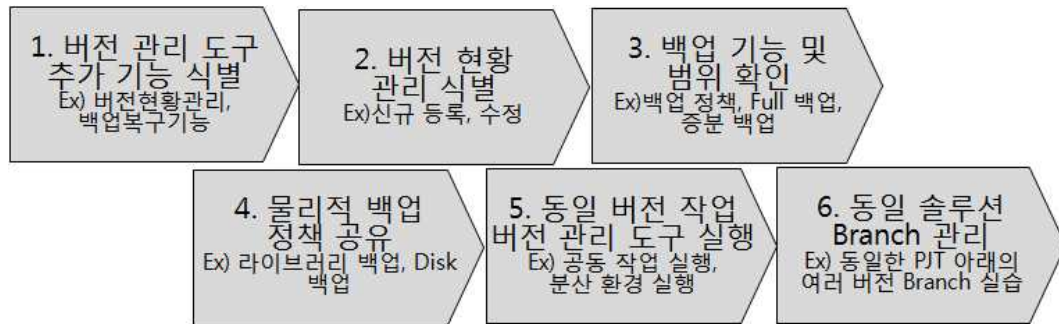 1. 버전 관리 도구
추가 기능 식별
Ex) 버전현황관리,
백업복구기능
2. 버전 현황
관리 식별
Ex)신규 등록, 수정
3. 백업 기능 및
범위 확인
Ex)백업 정책, Full 백업,
증분 백업
4. 물리적 백업
정책 공유
Ex) 라이브러리 백업, Disk
백업
5. 동일 버전 작업
버전 관리 도구 실행
Ex) 공동 작업 실행,
분산 환경 실행
6. 동일 솔루션
Branch 관리
Ex) 동일한 PJT 아래의
여러 버전 Branch 실습